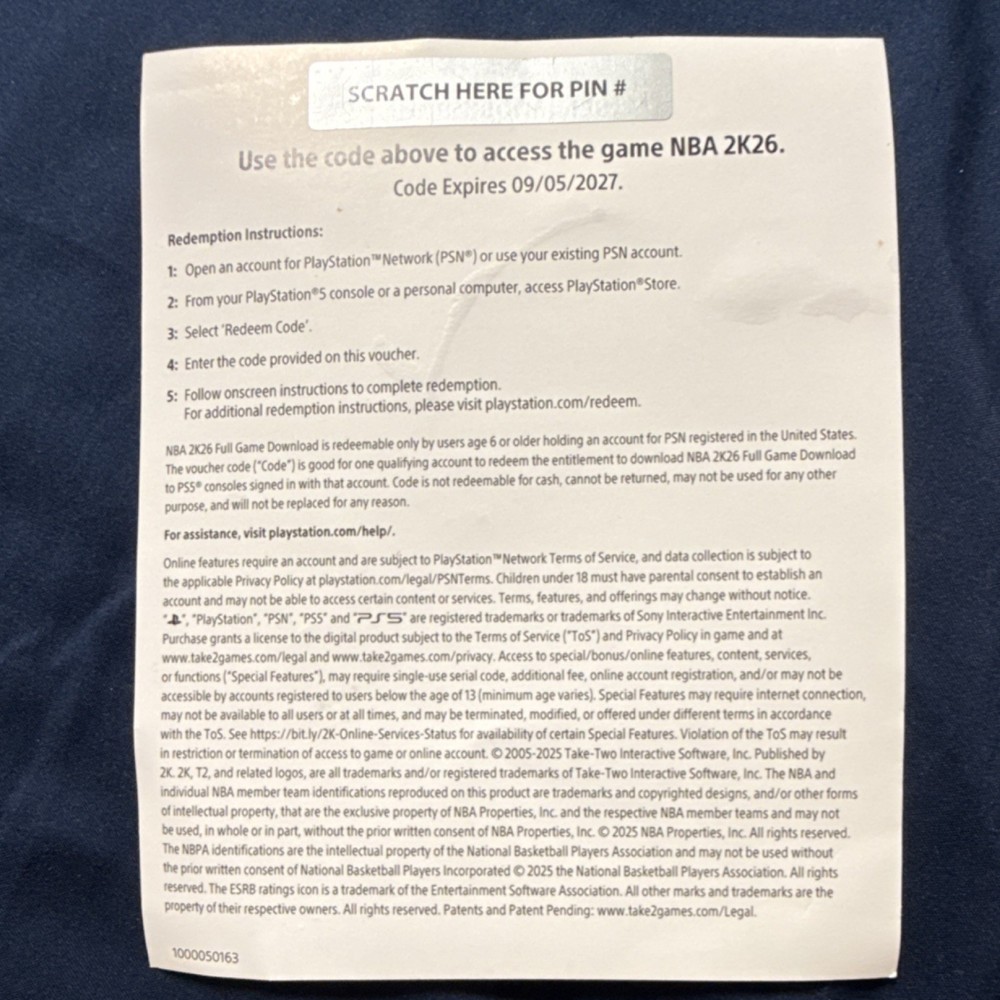 SCRATCH HERE FOR PIN #
Use the code above to access the game NBA 2K26.
Code Expires 09/05/2027.
Redemption Instructions:
1: Open an account for PlayStation™Network (PSN®) or use your existing PSN account.
2: From your PlayStation®5 console or a personal computer, access PlayStation®Store.
3: Select 'Redeem Code'.
4: Enter the code provided on this voucher.
5: Follow onscreen instructions to complete redemption.
For additional redemption instructions, please visit playstation.com/redeem.
NBA 2K26 Full Game Download is redeemable only by users age 6 or older holding an account for PSN registered in the United States.
The voucher code ("Code") is good for one qualifying account to redeem the entitlement to download NBA 2K26 Full Game Download
to PS5® consoles signed in with that account. Code is not redeemable for cash, cannot be returned, may not be used for any other
purpose, and will not be replaced for any reason.
For assistance, visit playstation.com/help/.
Online features require an account and are subject to PlayStation™Network Terms of Service, and data collection is subject to
the applicable Privacy Policy at playstation.com/legal/PSNTerms. Children under 18 must have parental consent to establish an
account and may not be able to access certain content or services. Terms, features, and offerings may change without notice.
" ", "PlayStation", "PSN", "PS5" and "PS5" are registered trademarks or trademarks of Sony Interactive Entertainment Inc.
Purchase grants a license to the digital product subject to the Terms of Service ("ToS") and Privacy Policy in game and at
www.take2games.com/legal and www.take2games.com/privacy. Access to special/bonus/online features, content, services,
or functions ("Special Features"), may require single-use serial code, additional fee, online account registration, and/or may not be
accessible by accounts registered to users below the age of 13 (minimum age varies). Special Features may require internet connection,
may not be available to all users or at all times, and may be terminated, modified, or offered under different terms in accordance
with the ToS. See https://bit.ly/2K-Online-Services-Status for availability of certain Special Features. Violation of the ToS may result
in restriction or termination of access to game or online account. © 2005-2025 Take-Two Interactive Software, Inc. Published by
2K. 2K, T2, and related logos, are all trademarks and/or registered trademarks of Take-Two Interactive Software, Inc. The NBA and
individual NBA member team identifications reproduced on this product are trademarks and copyrighted designs, and/or other forms
of intellectual property, that are the exclusive property of NBA Properties, Inc. and the respective NBA member teams and may not
be used, in whole or in part, without the prior written consent of NBA Properties, Inc. © 2025 NBA Properties, Inc. All rights reserved.
The NBPA identifications are the intellectual property of the National Basketball Players Association and may not be used without
the prior written consent of National Basketball Players Incorporated © 2025 the National Basketball Players Association. All rights
reserved. The ESRB ratings icon is a trademark of the Entertainment Software Association. All other marks and trademarks are the
property of their respective owners. All rights reserved. Patents and Patent Pending: www.take2games.com/Legal.
1000050163